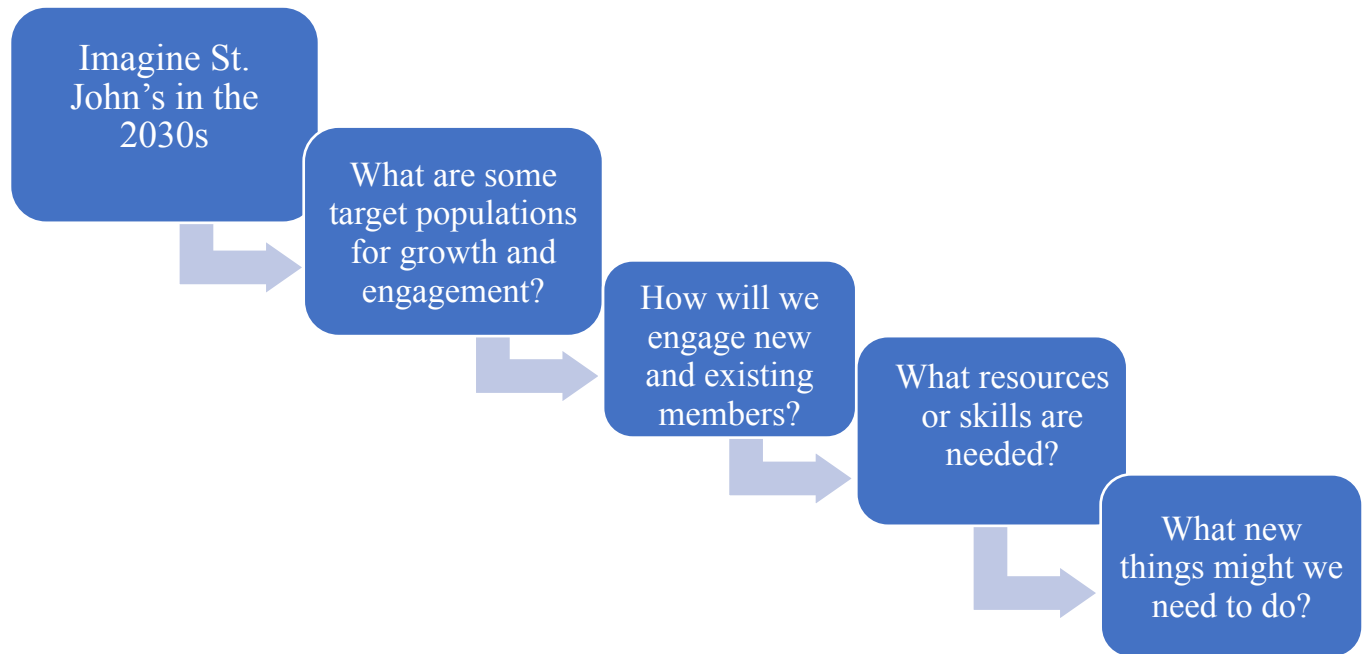 Imagine St.
John’s in the
2030s
What are some
target populations
for growth and
engagement?
How will we
engage new
and existing
members?
What resources
or skills are
needed?
What new
things might we
need to do?